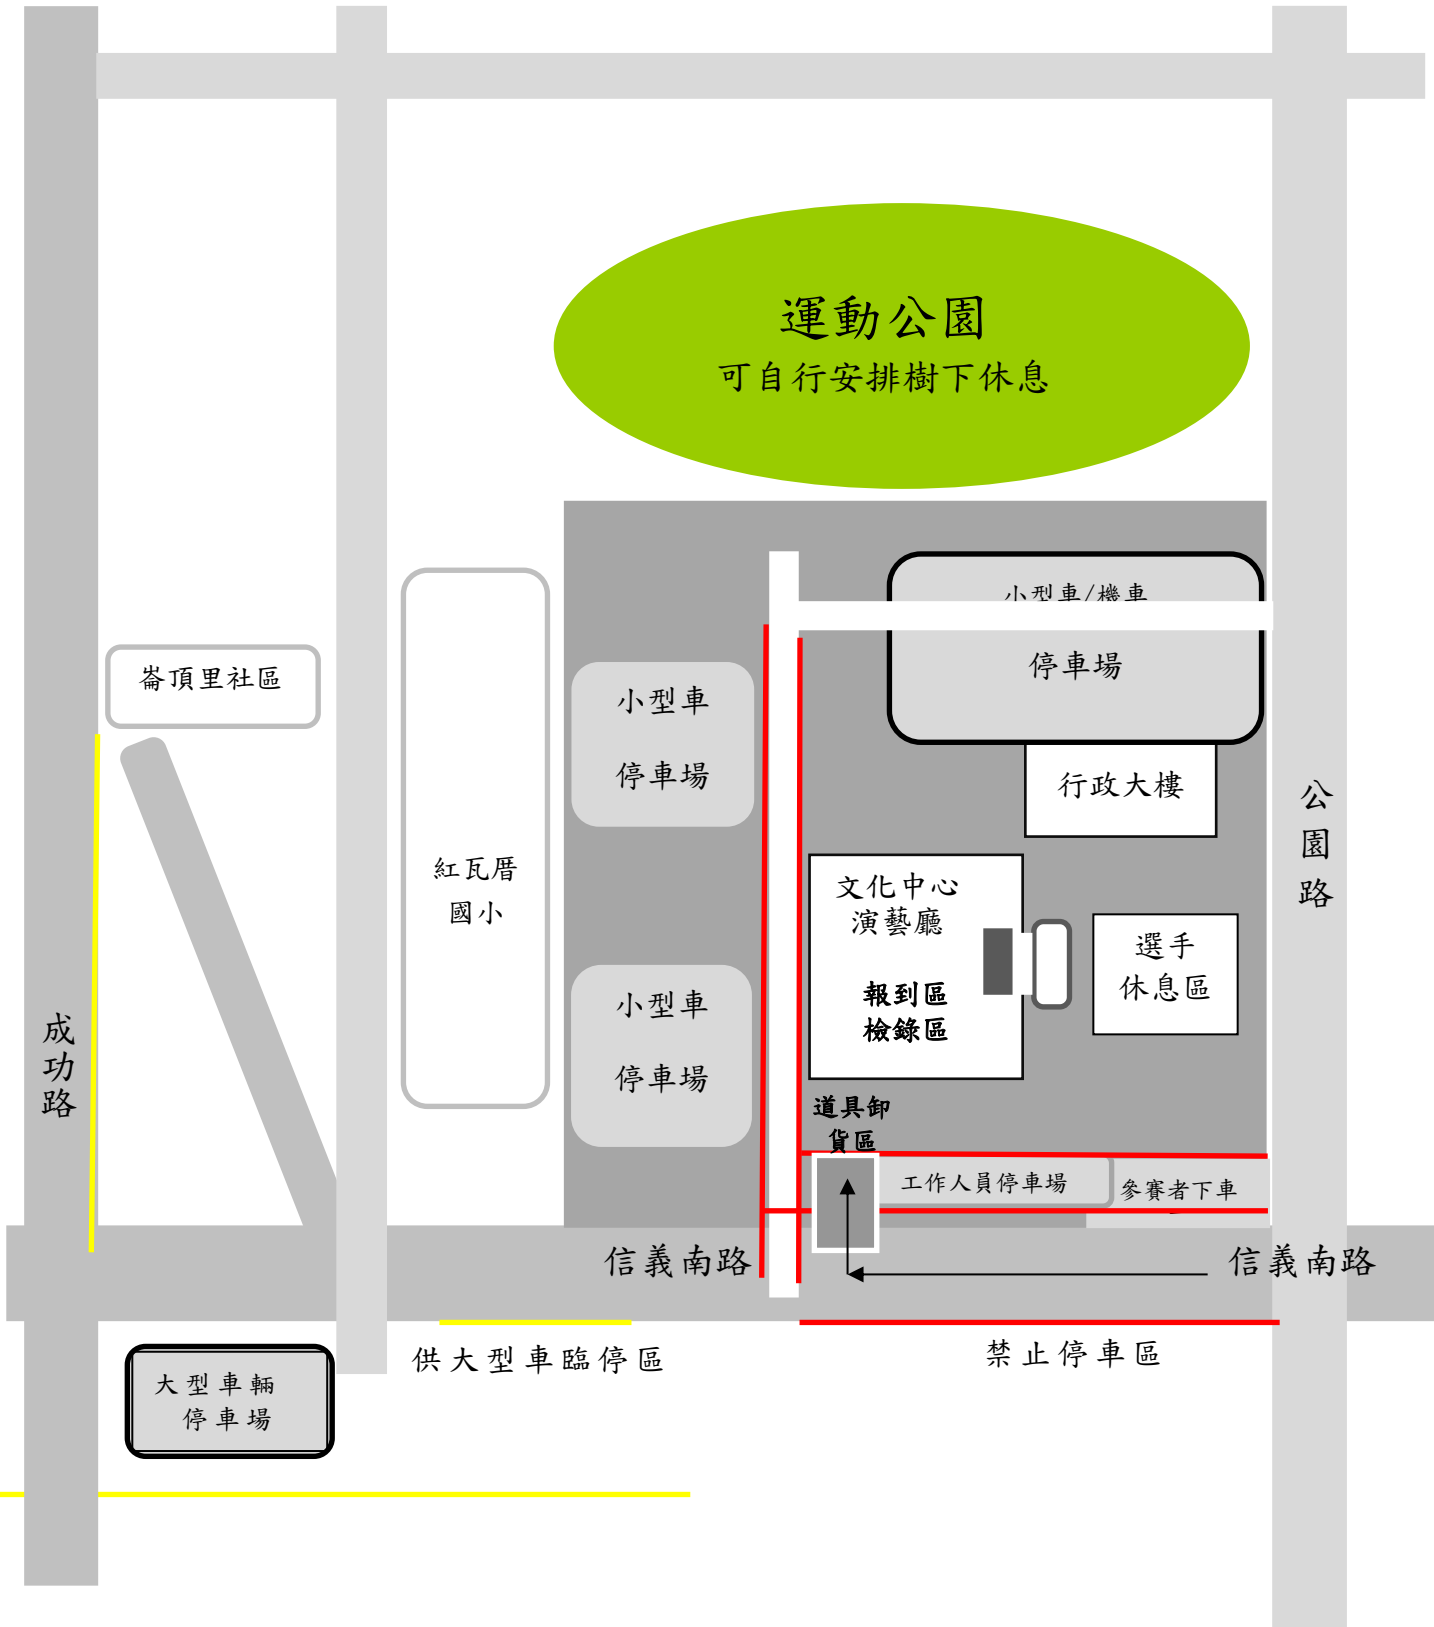 運動公園
可自行安排樹下休息
小型車/機車
停車場
崙頂里社區
小型車
停車場
行政大樓
公園路
紅瓦厝
國小
文化中心
演藝廳
報到區
檢錄區
選手
休息區
小型車
停車場
成功路
道具卸
貨區
工作人員停車場
參賽者下車
信義南路
信義南路
供大型車臨停區
禁止停車區
大型車輛
停車場